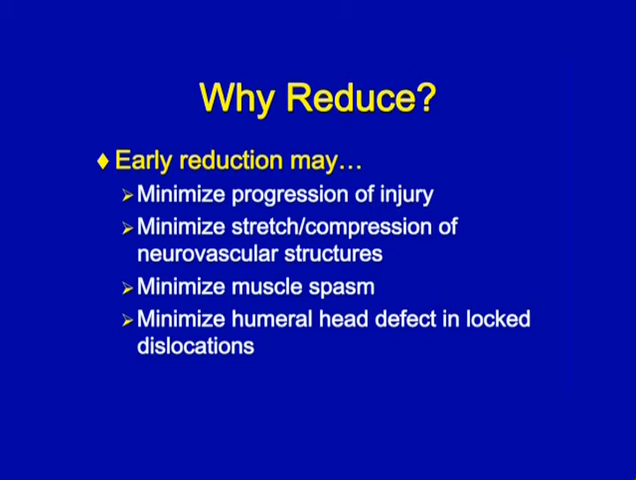 Why Reduce?
Early reduction may…
Minimize progression of injury
Minimize stretch/compression of
neurovascular structures
Minimize muscle spasm
Minimize humeral head defect in locked
dislocations